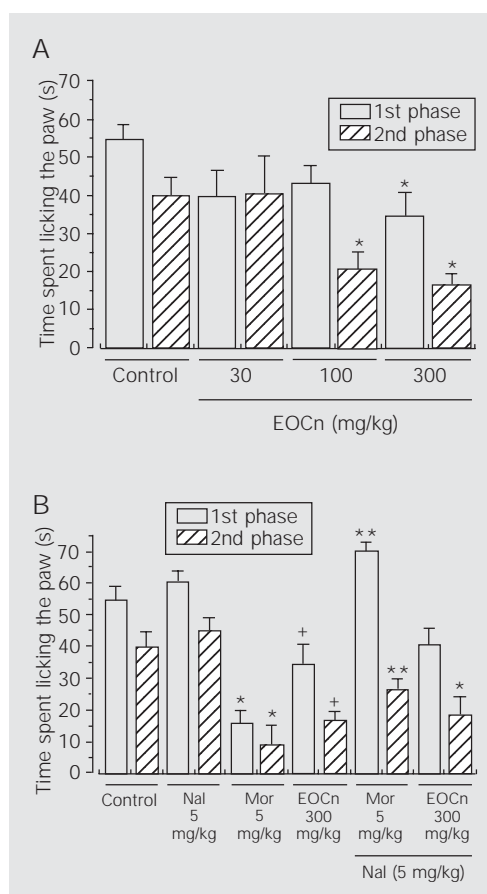 A
Time spent licking the paw (s)
70
60
50
40
30
20
10
0
1st phase
2nd phase
*
*
*
Control
30
100
300
EOCn (mg/kg)
B
Time spent licking the paw (s)
70
60
50
40
30
20
10
0
1st phase
2nd phase
* *
+
* *
*
*
+
*
Control
Nal
5
mg/kg
Mor
5
mg/kg
EOCn
300
mg/kg
Mor
5
mg/kg
EOCn
300
mg/kg
Nal (5 mg/kg)